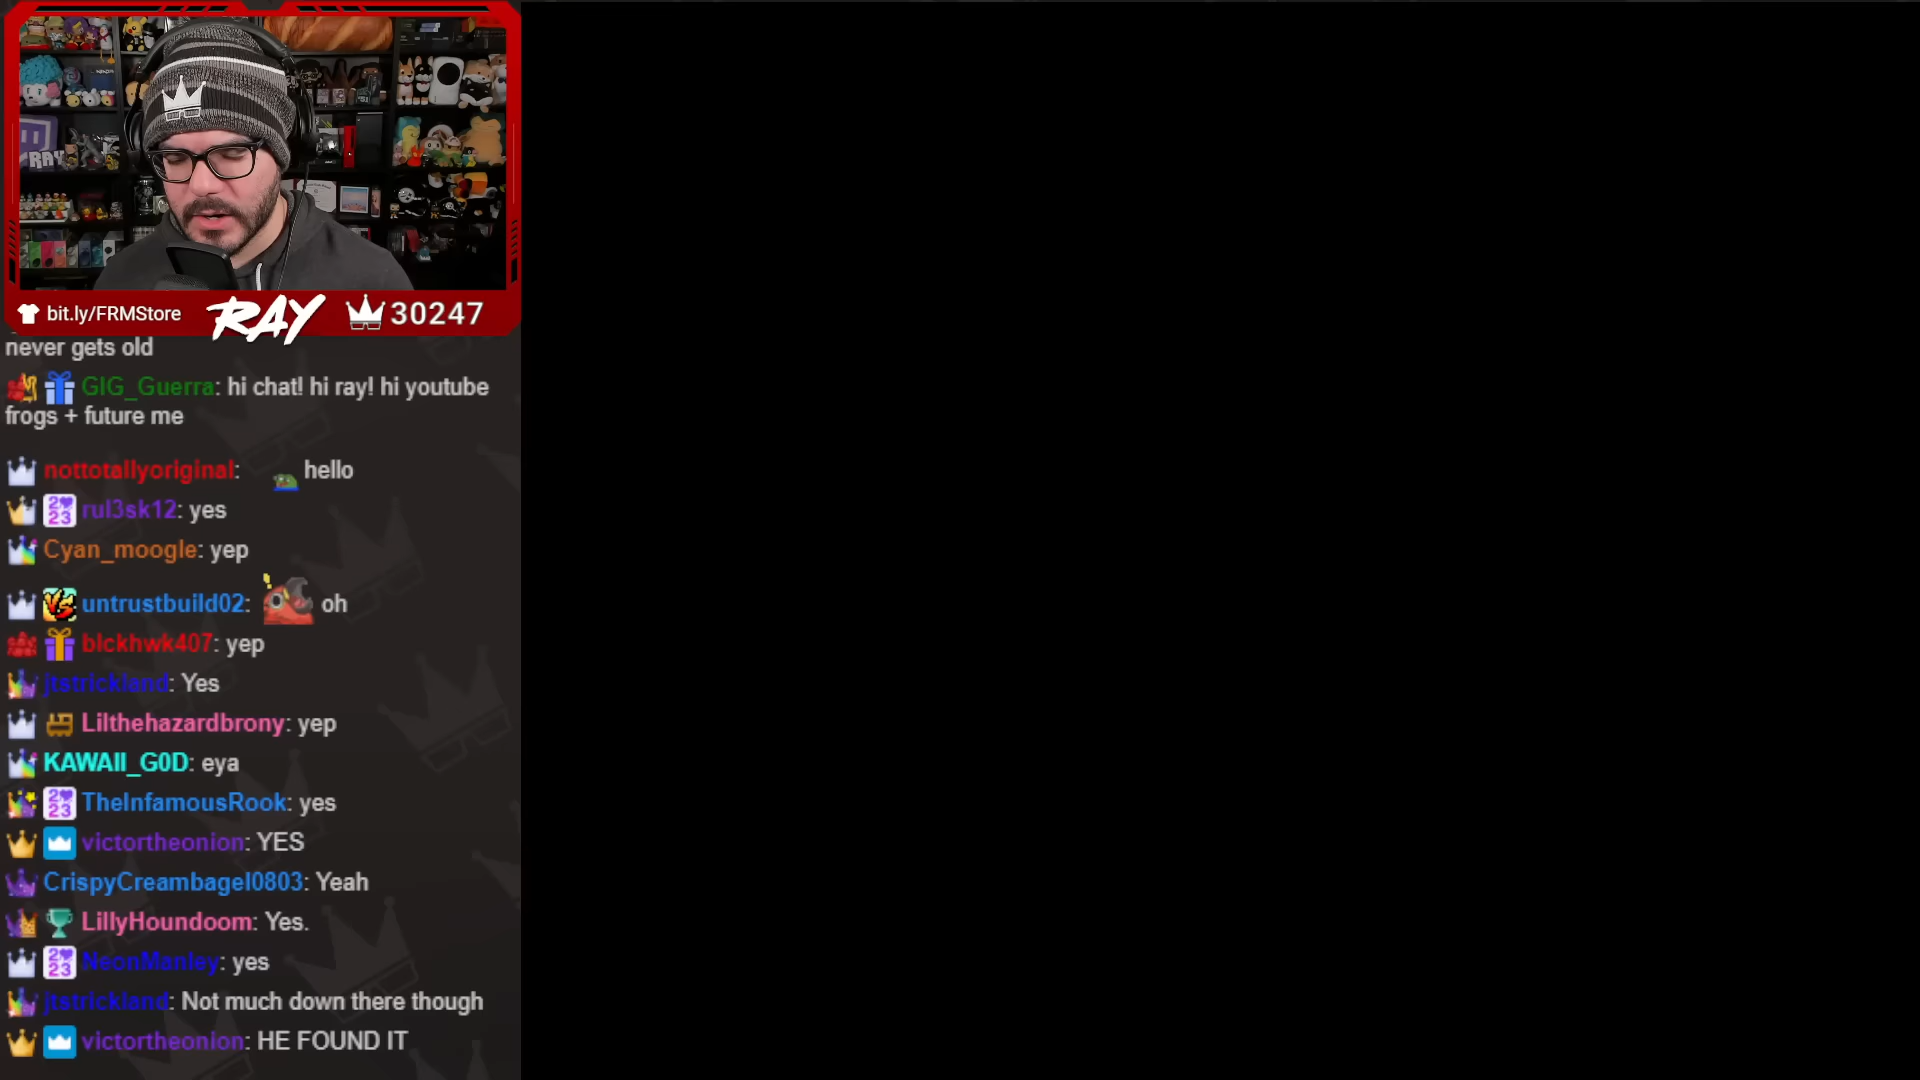 bit.ly/FRMStore RAY 30247
never gets old
GIG_Guerra: hi chat! hi ray! hi youtube
frogs + future me
nottotallyoriginal: hello
rul3sk12: yes
Cyan_moogle: yep
untrustbuild02: oh
blckhwk407: yep
jtstrickland: Yes
Lilthehazardbrony: yep
KAWAII_G0D: eya
TheInfamousRook: yes
victortheonion: YES
CrispyCreambagel0803: Yeah
LillyHoundoom: Yes.
NeonManley: yes
jtstrickland: Not much down there though
victortheonion: HE FOUND IT